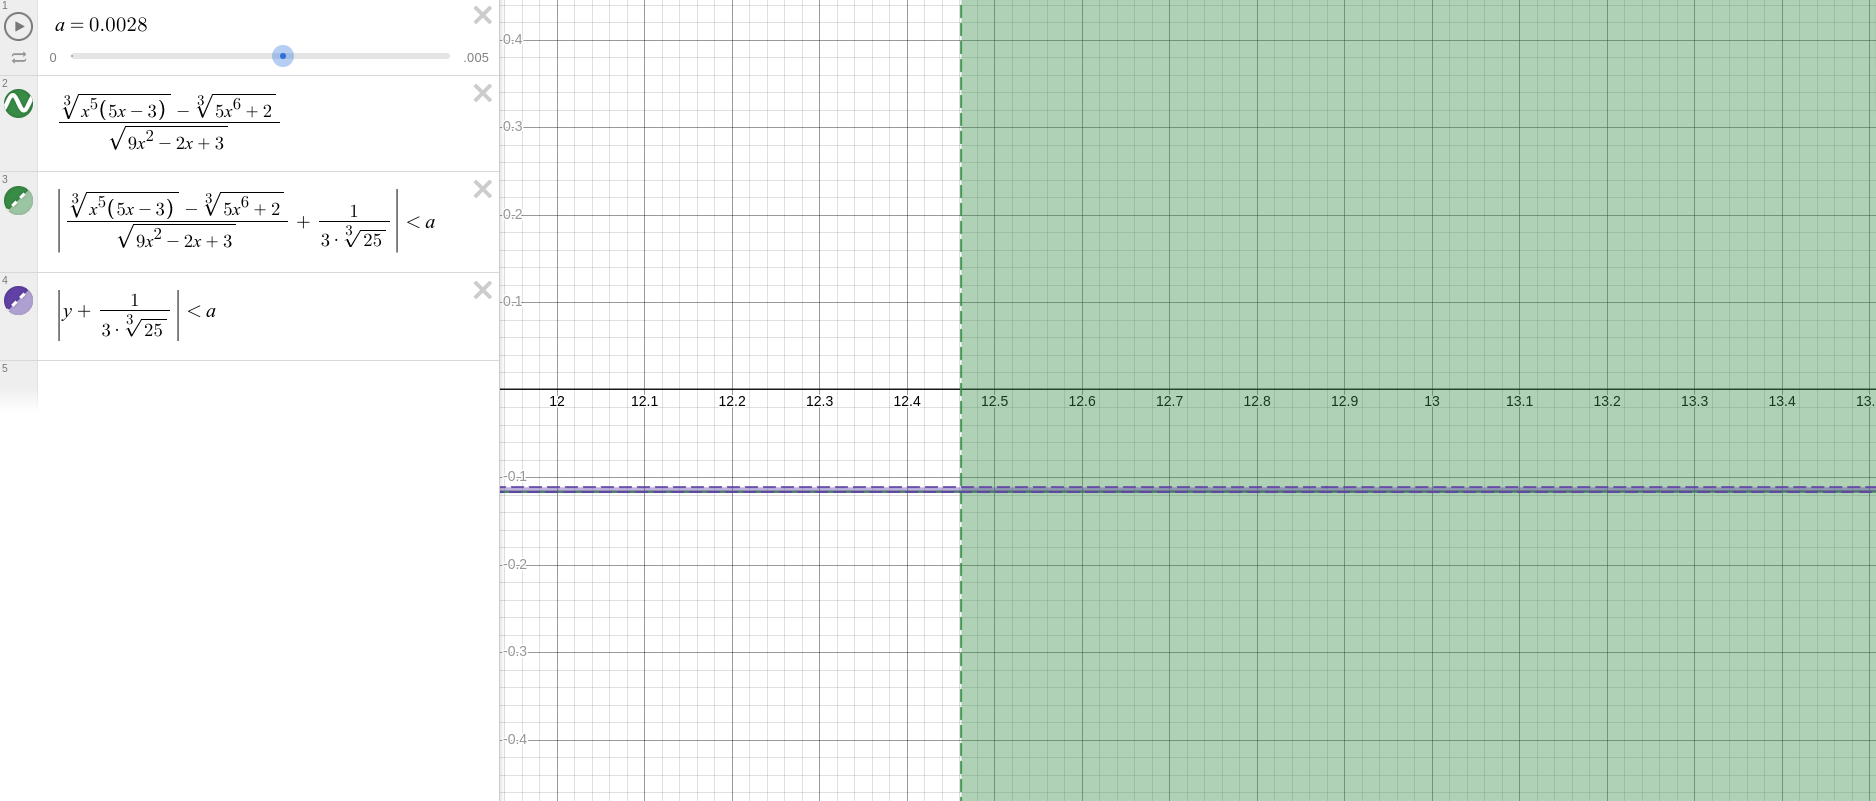 1
a = 0.0028
0 .005
2
∛(x⁵(5x − 3)) − ∛(5x⁶ + 2)
√(9x² − 2x + 3)
3
| (∛(x⁵(5x − 3)) − ∛(5x⁶ + 2)) / √(9x² − 2x + 3) + 1 / (3 · ∛25) | < a
4
| y + 1 / (3 · ∛25) | < a
5
0.4
0.3
0.2
0.1
12 12.1 12.2 12.3 12.4 12.5 12.6 12.7 12.8 12.9 13 13.1 13.2 13.3 13.4 13.
-0.1
-0.2
-0.3
-0.4